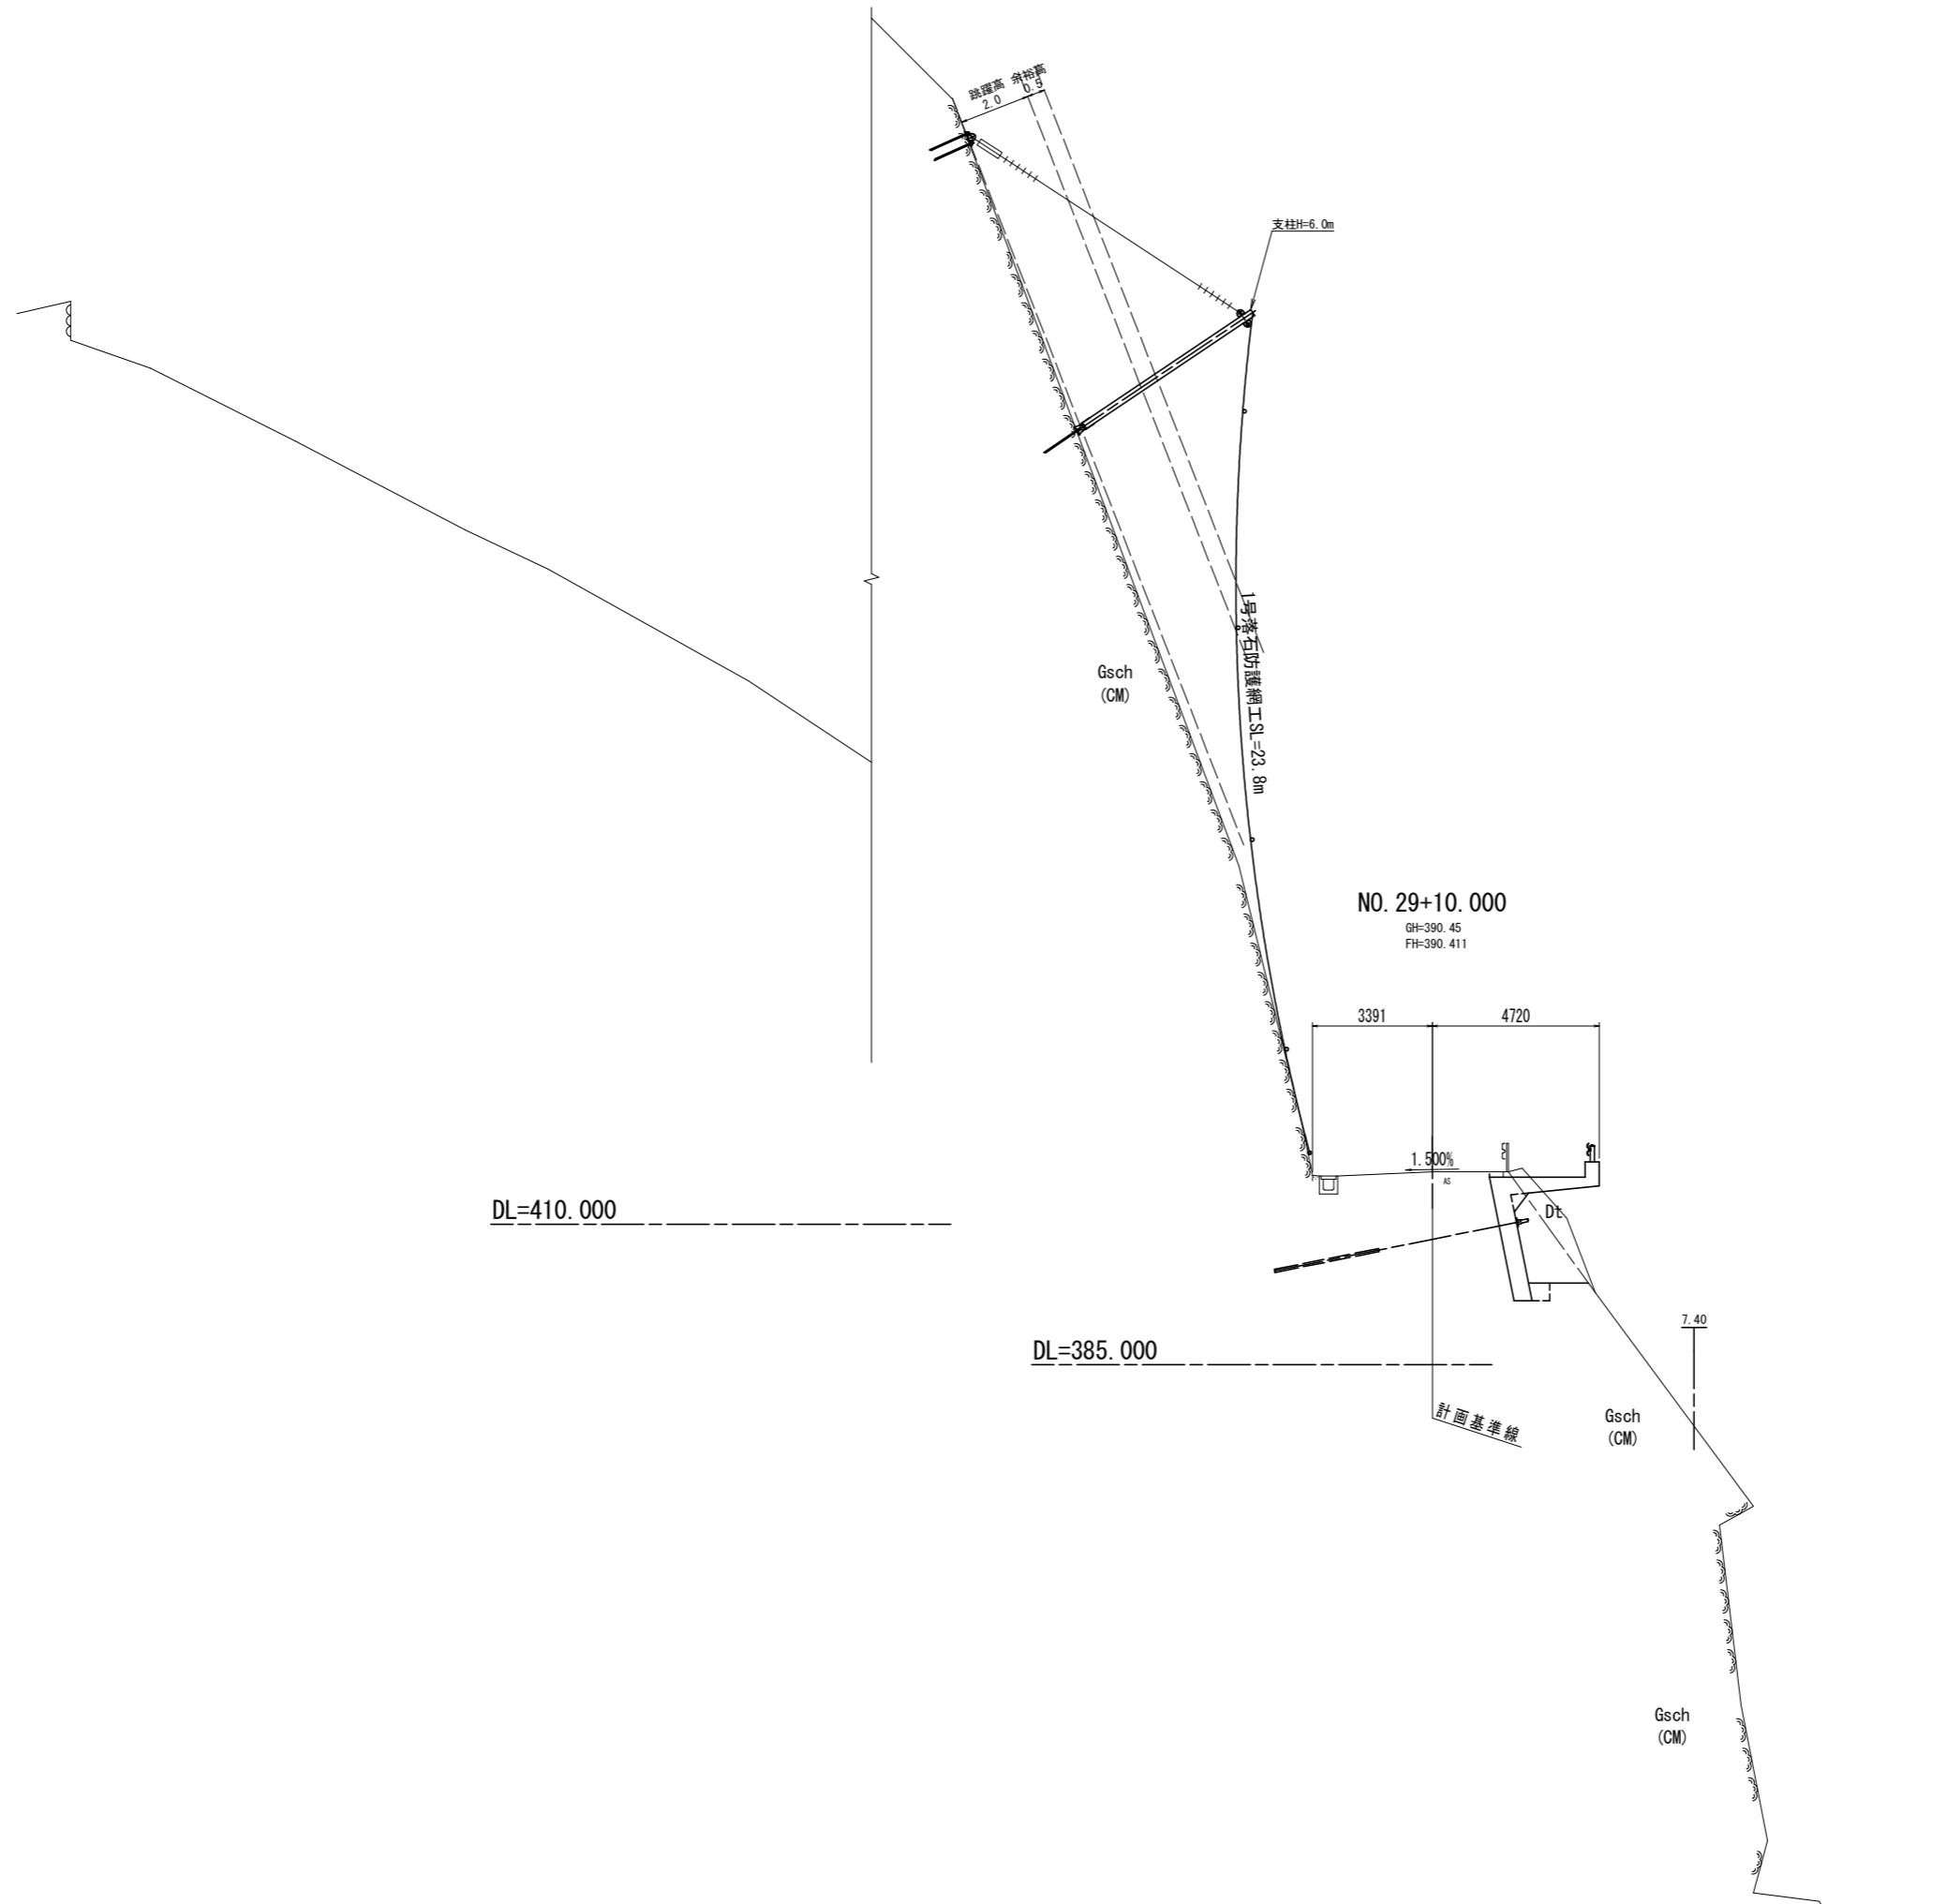 跳躍高 余裕高
2.0 0.5
支柱H=6.0m
1号落石防護網工SL=23.8m
Gsch
(CM)
NO.29+10.000
GH=390.45
FH=390.411
3391 4720
1.500%
AS
DL=410.000
Dt
DL=385.000
7.40
計画基準線
Gsch
(CM)
Gsch
(CM)